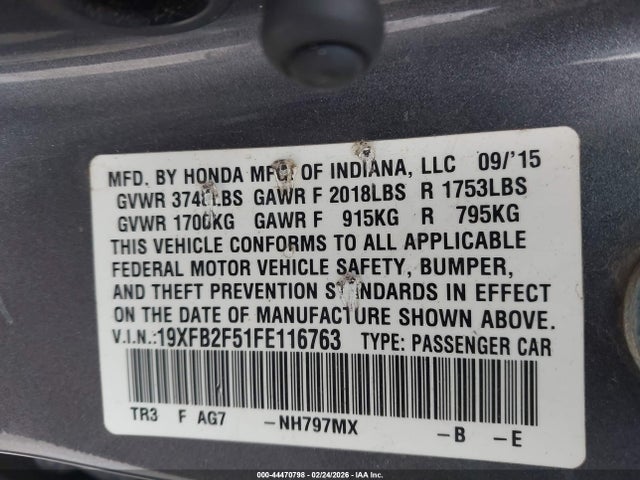 MFD. BY HONDA MFG. OF INDIANA, LLC 09/'15
GVWR 3748LBS GAWR F 2018LBS R 1753LBS
GVWR 1700KG GAWR F 915KG R 795KG
THIS VEHICLE CONFORMS TO ALL APPLICABLE
FEDERAL MOTOR VEHICLE SAFETY, BUMPER,
AND THEFT PREVENTION STANDARDS IN EFFECT
ON THE DATE OF MANUFACTURE SHOWN ABOVE.
V.I.N.:19XFB2F51FE116763 TYPE: PASSENGER CAR
TR3 F AG7 -NH797MX -B -E
000-44470798 - 02/24/2026 - IAA Inc.